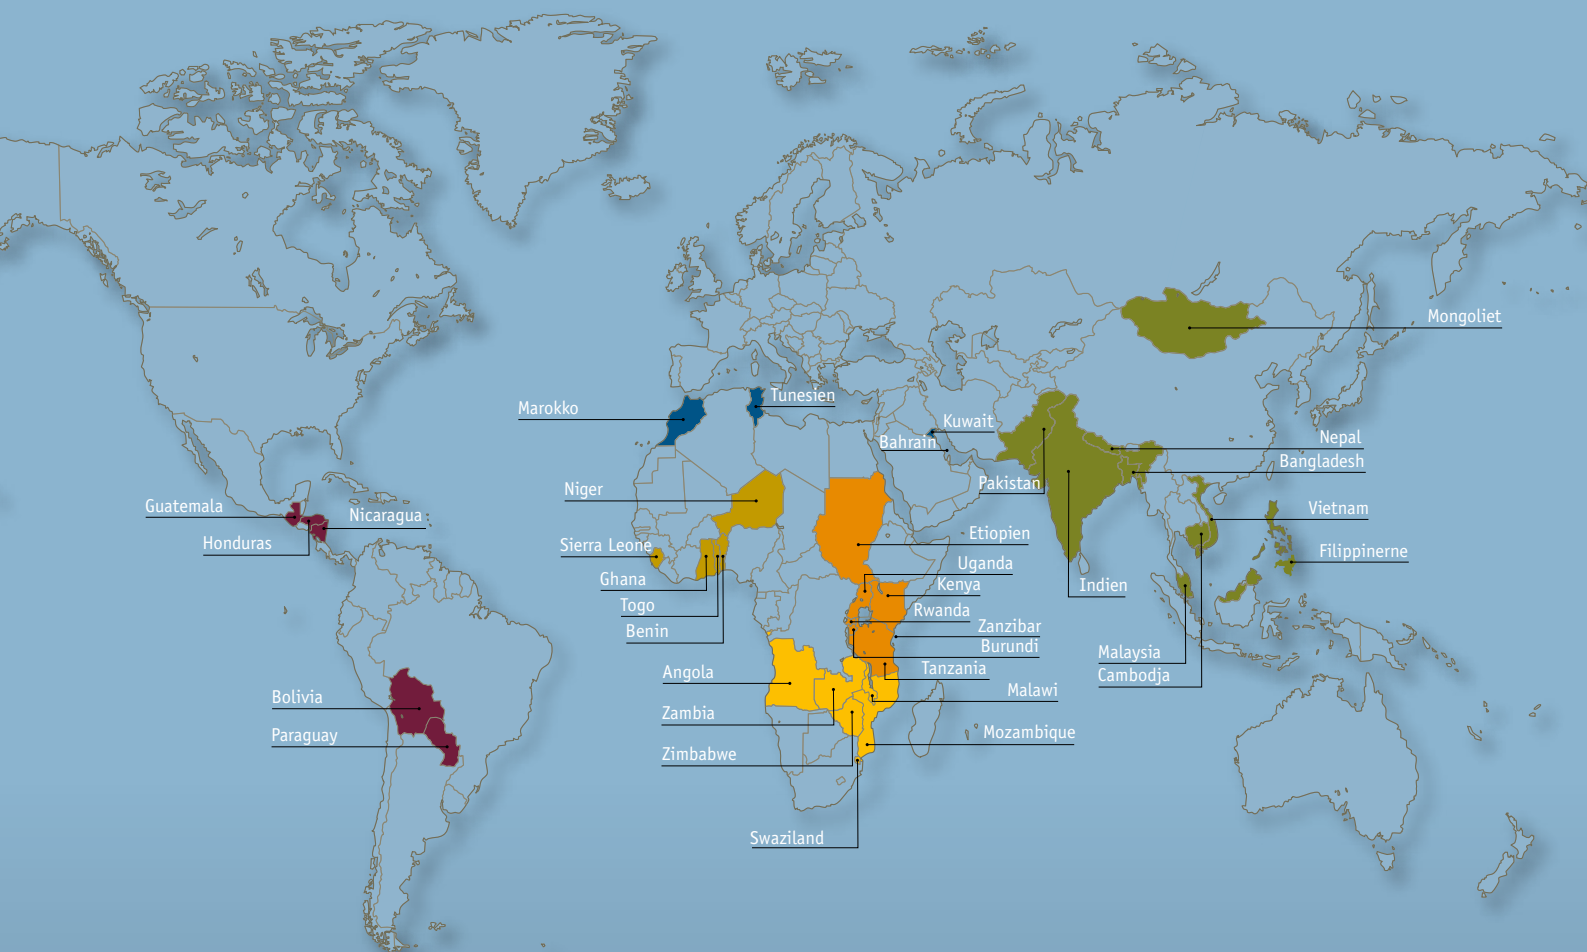 Mongoliet
Tunesien
Marokko
Kuwait
Bahrain
Nepal
Bangladesh
Pakistan
Niger
Guatemala
Nicaragua
Vietnam
Honduras
Etiopien
Sierra Leone
Filippinerne
Uganda
Ghana
Kenya
Indien
Togo
Rwanda
Benin
Zanzibar
Burundi
Malaysia
Angola
Tanzania
Cambodja
Bolivia
Malawi
Zambia
Paraguay
Mozambique
Zimbabwe
Swaziland